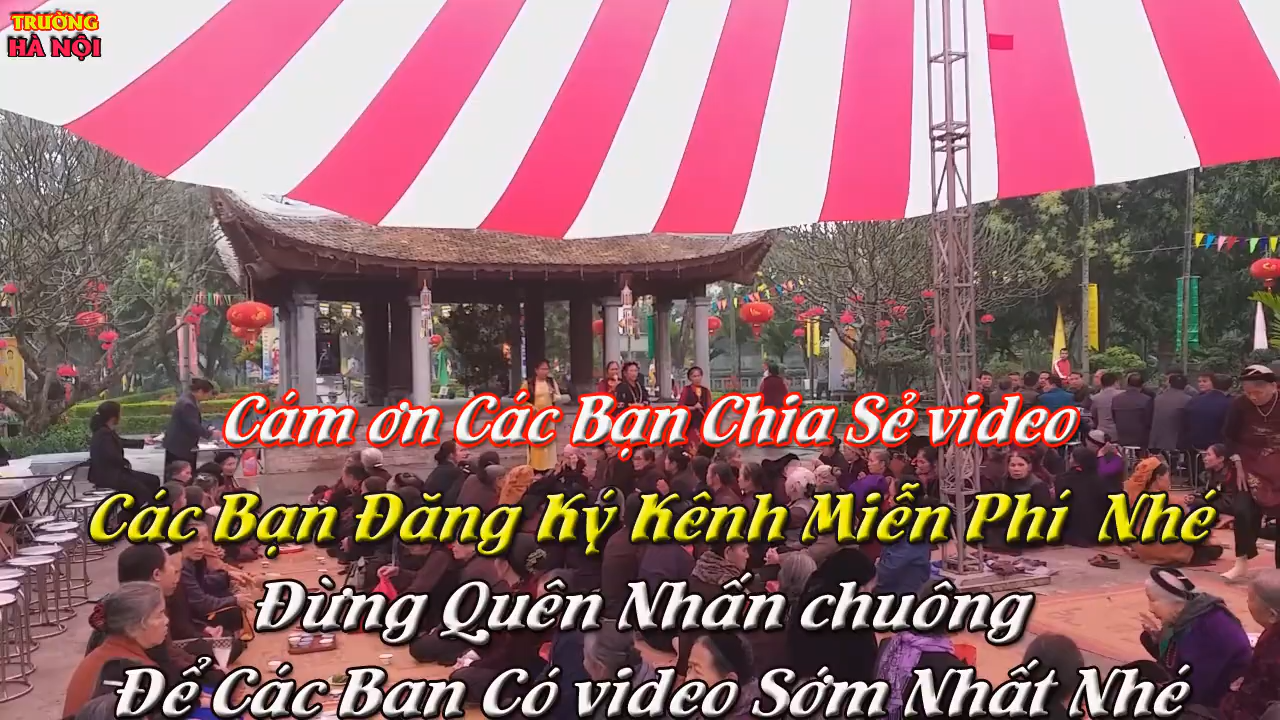 TRƯỜNG
HÀ NỘI
Cám ơn Các Bạn Chia Sẻ video
Các Bạn Đăng Ký Kênh Miễn Phí Nhé
Đừng Quên Nhấn chuông
Để Các Bạn Có video Sớm Nhất Nhé